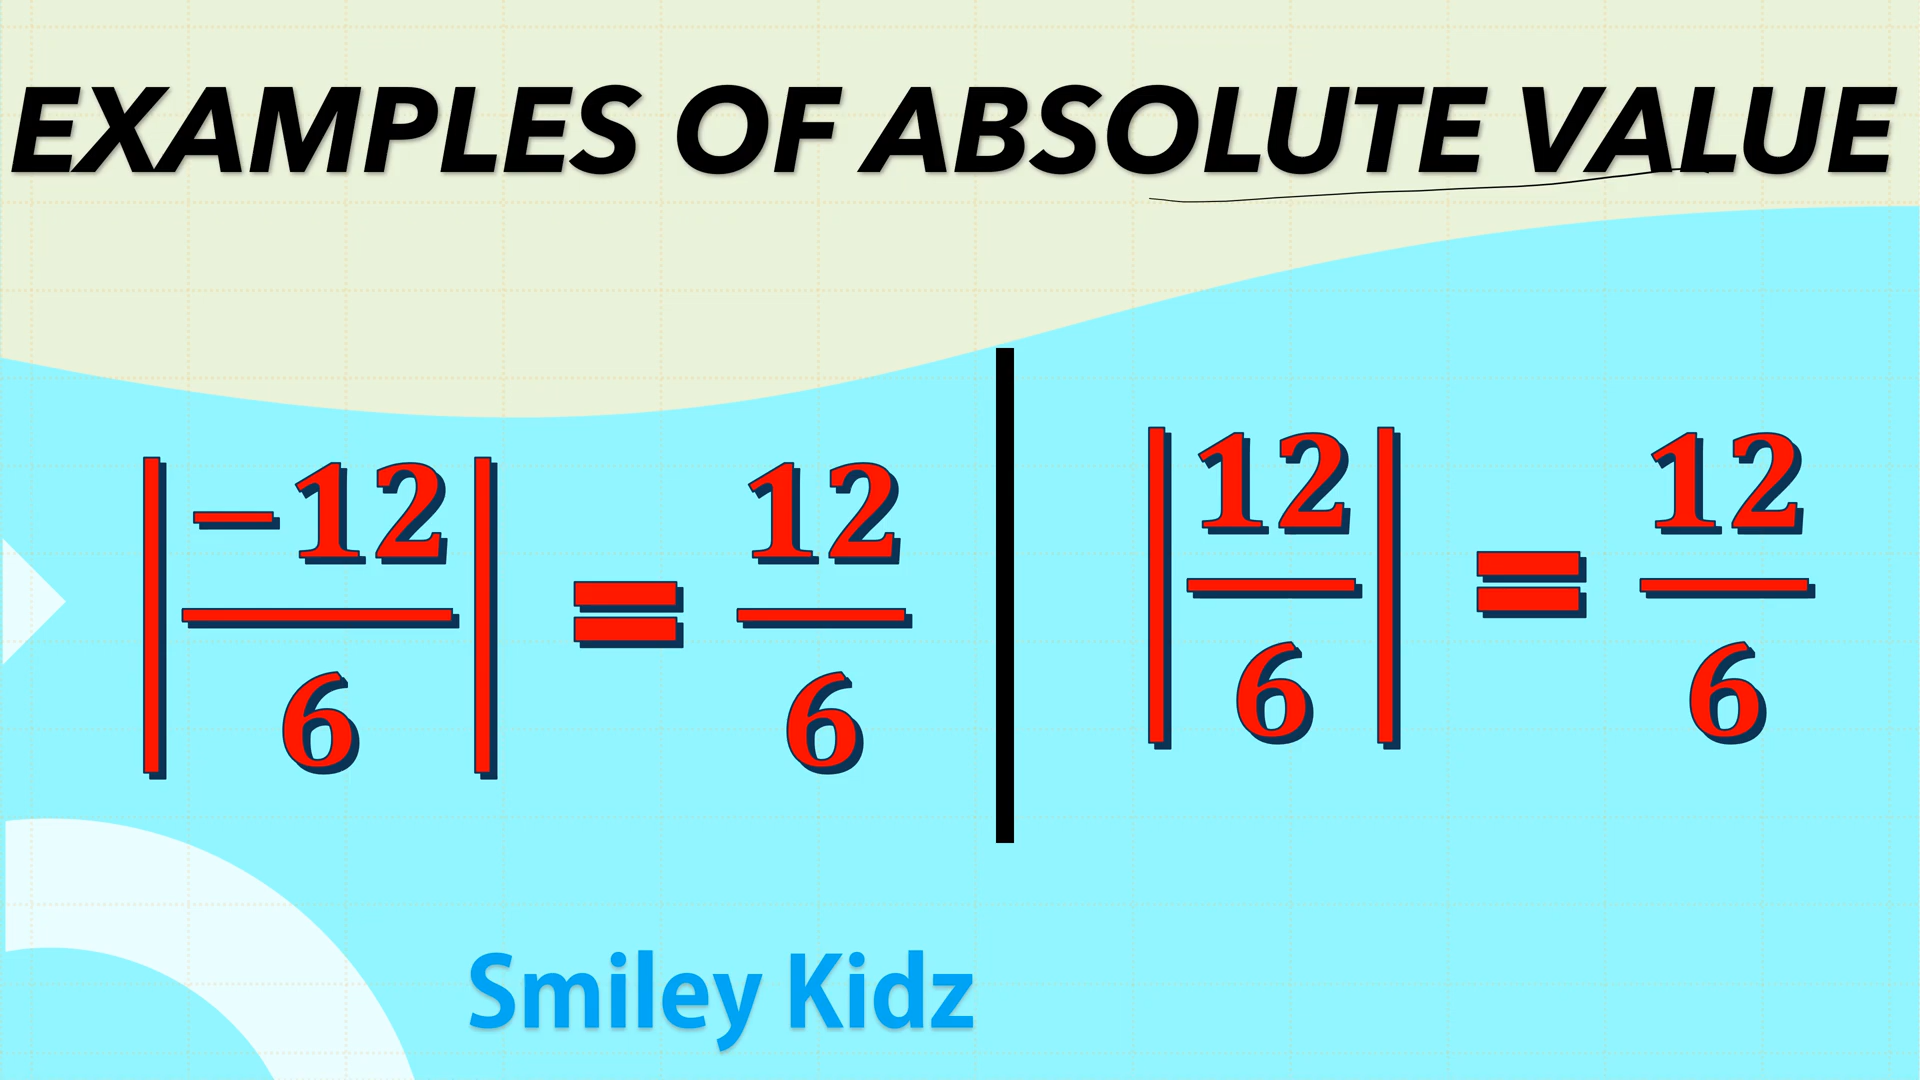 EXAMPLES OF ABSOLUTE VALUE
|−12/6| = 12/6
|12/6| = 12/6
Smiley Kidz